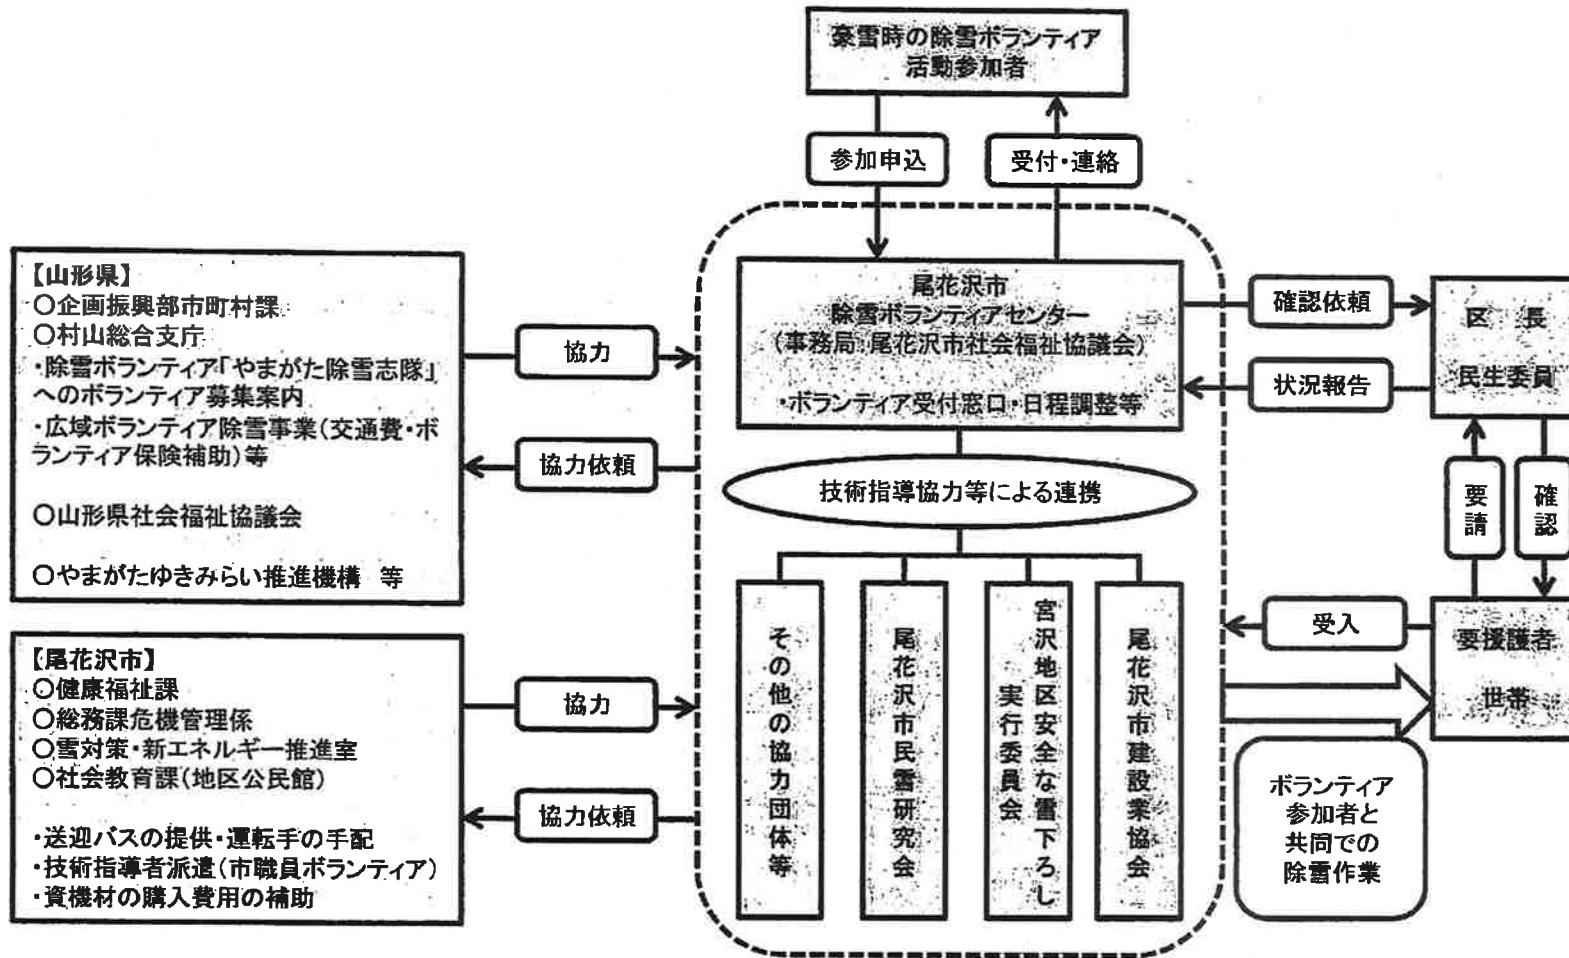 豪雪時の除雪ボランティア
活動参加者
参加申込
受付・連絡
【山形県】
○企画振興部市町村課
○村山総合支庁
・除雪ボランティア「やまがた除雪志隊」
へのボランティア募集案内
・広域ボランティア除雪事業(交通費・ボ
ランティア保険補助)等
○山形県社会福祉協議会
○やまがたゆきみらい推進機構 等
協力
協力依頼
【尾花沢市】
○健康福祉課
○総務課危機管理係
○雪対策・新エネルギー推進室
○社会教育課(地区公民館)
・送迎バスの提供・運転手の手配
・技術指導者派遣(市職員ボランティア)
・資機材の購入費用の補助
協力
協力依頼
尾花沢市
除雪ボランティアセンター
(事務局:尾花沢市社会福祉協議会)
・ボランティア受付窓口・日程調整等
技術指導協力等による連携
その他の協力団体等
尾花沢市民雪研究会
宮沢地区安全な雪下ろし
実行委員会
尾花沢市建設業協会
確認依頼
状況報告
区 長
民生委員
要請
確認
受入
要援護者
世帯
ボランティア
参加者と
共同での
除雪作業